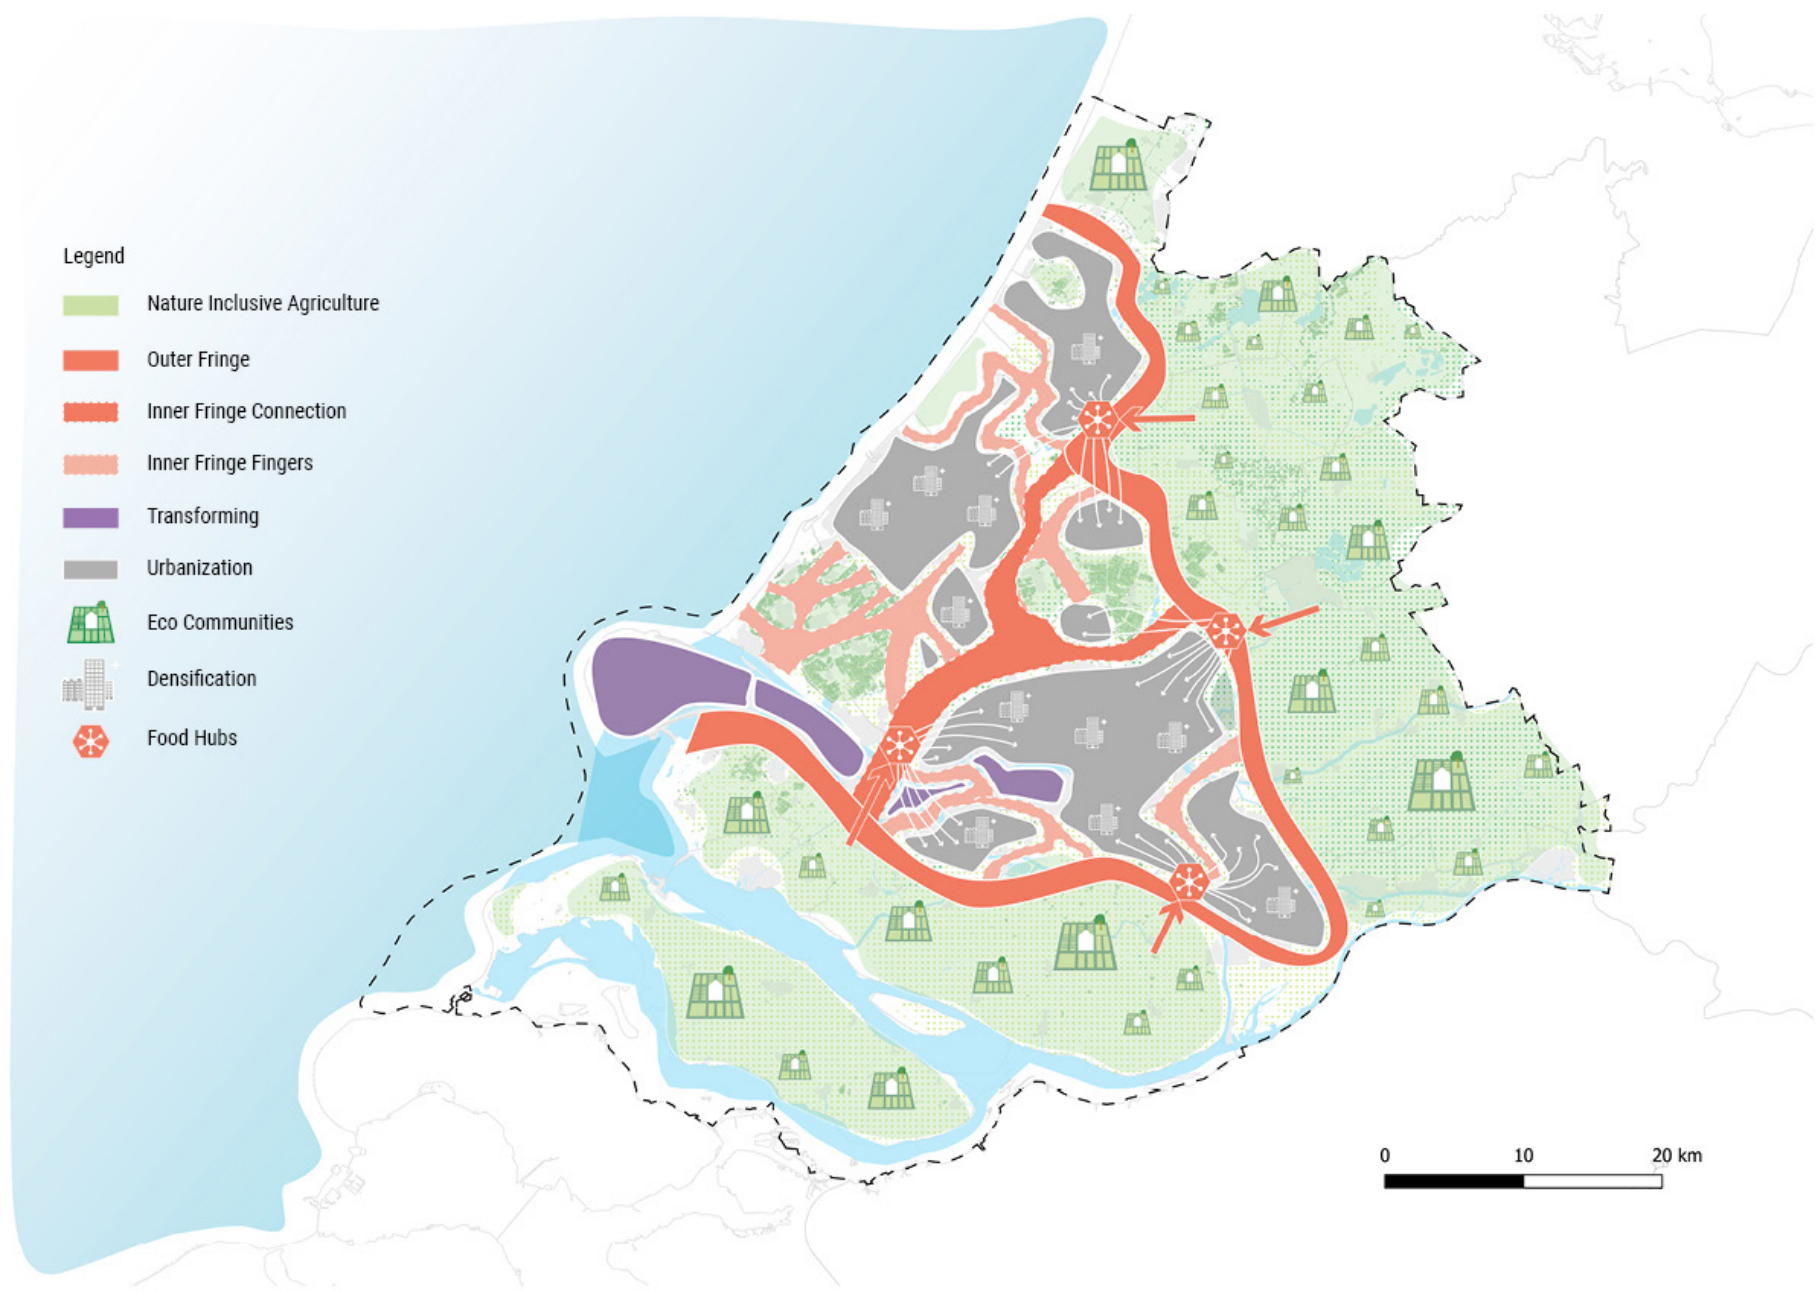 Legend
Nature Inclusive Agriculture
Outer Fringe
Inner Fringe Connection
Inner Fringe Fingers
Transforming
Urbanization
Eco Communities
Densification
Food Hubs
0 10 20 km